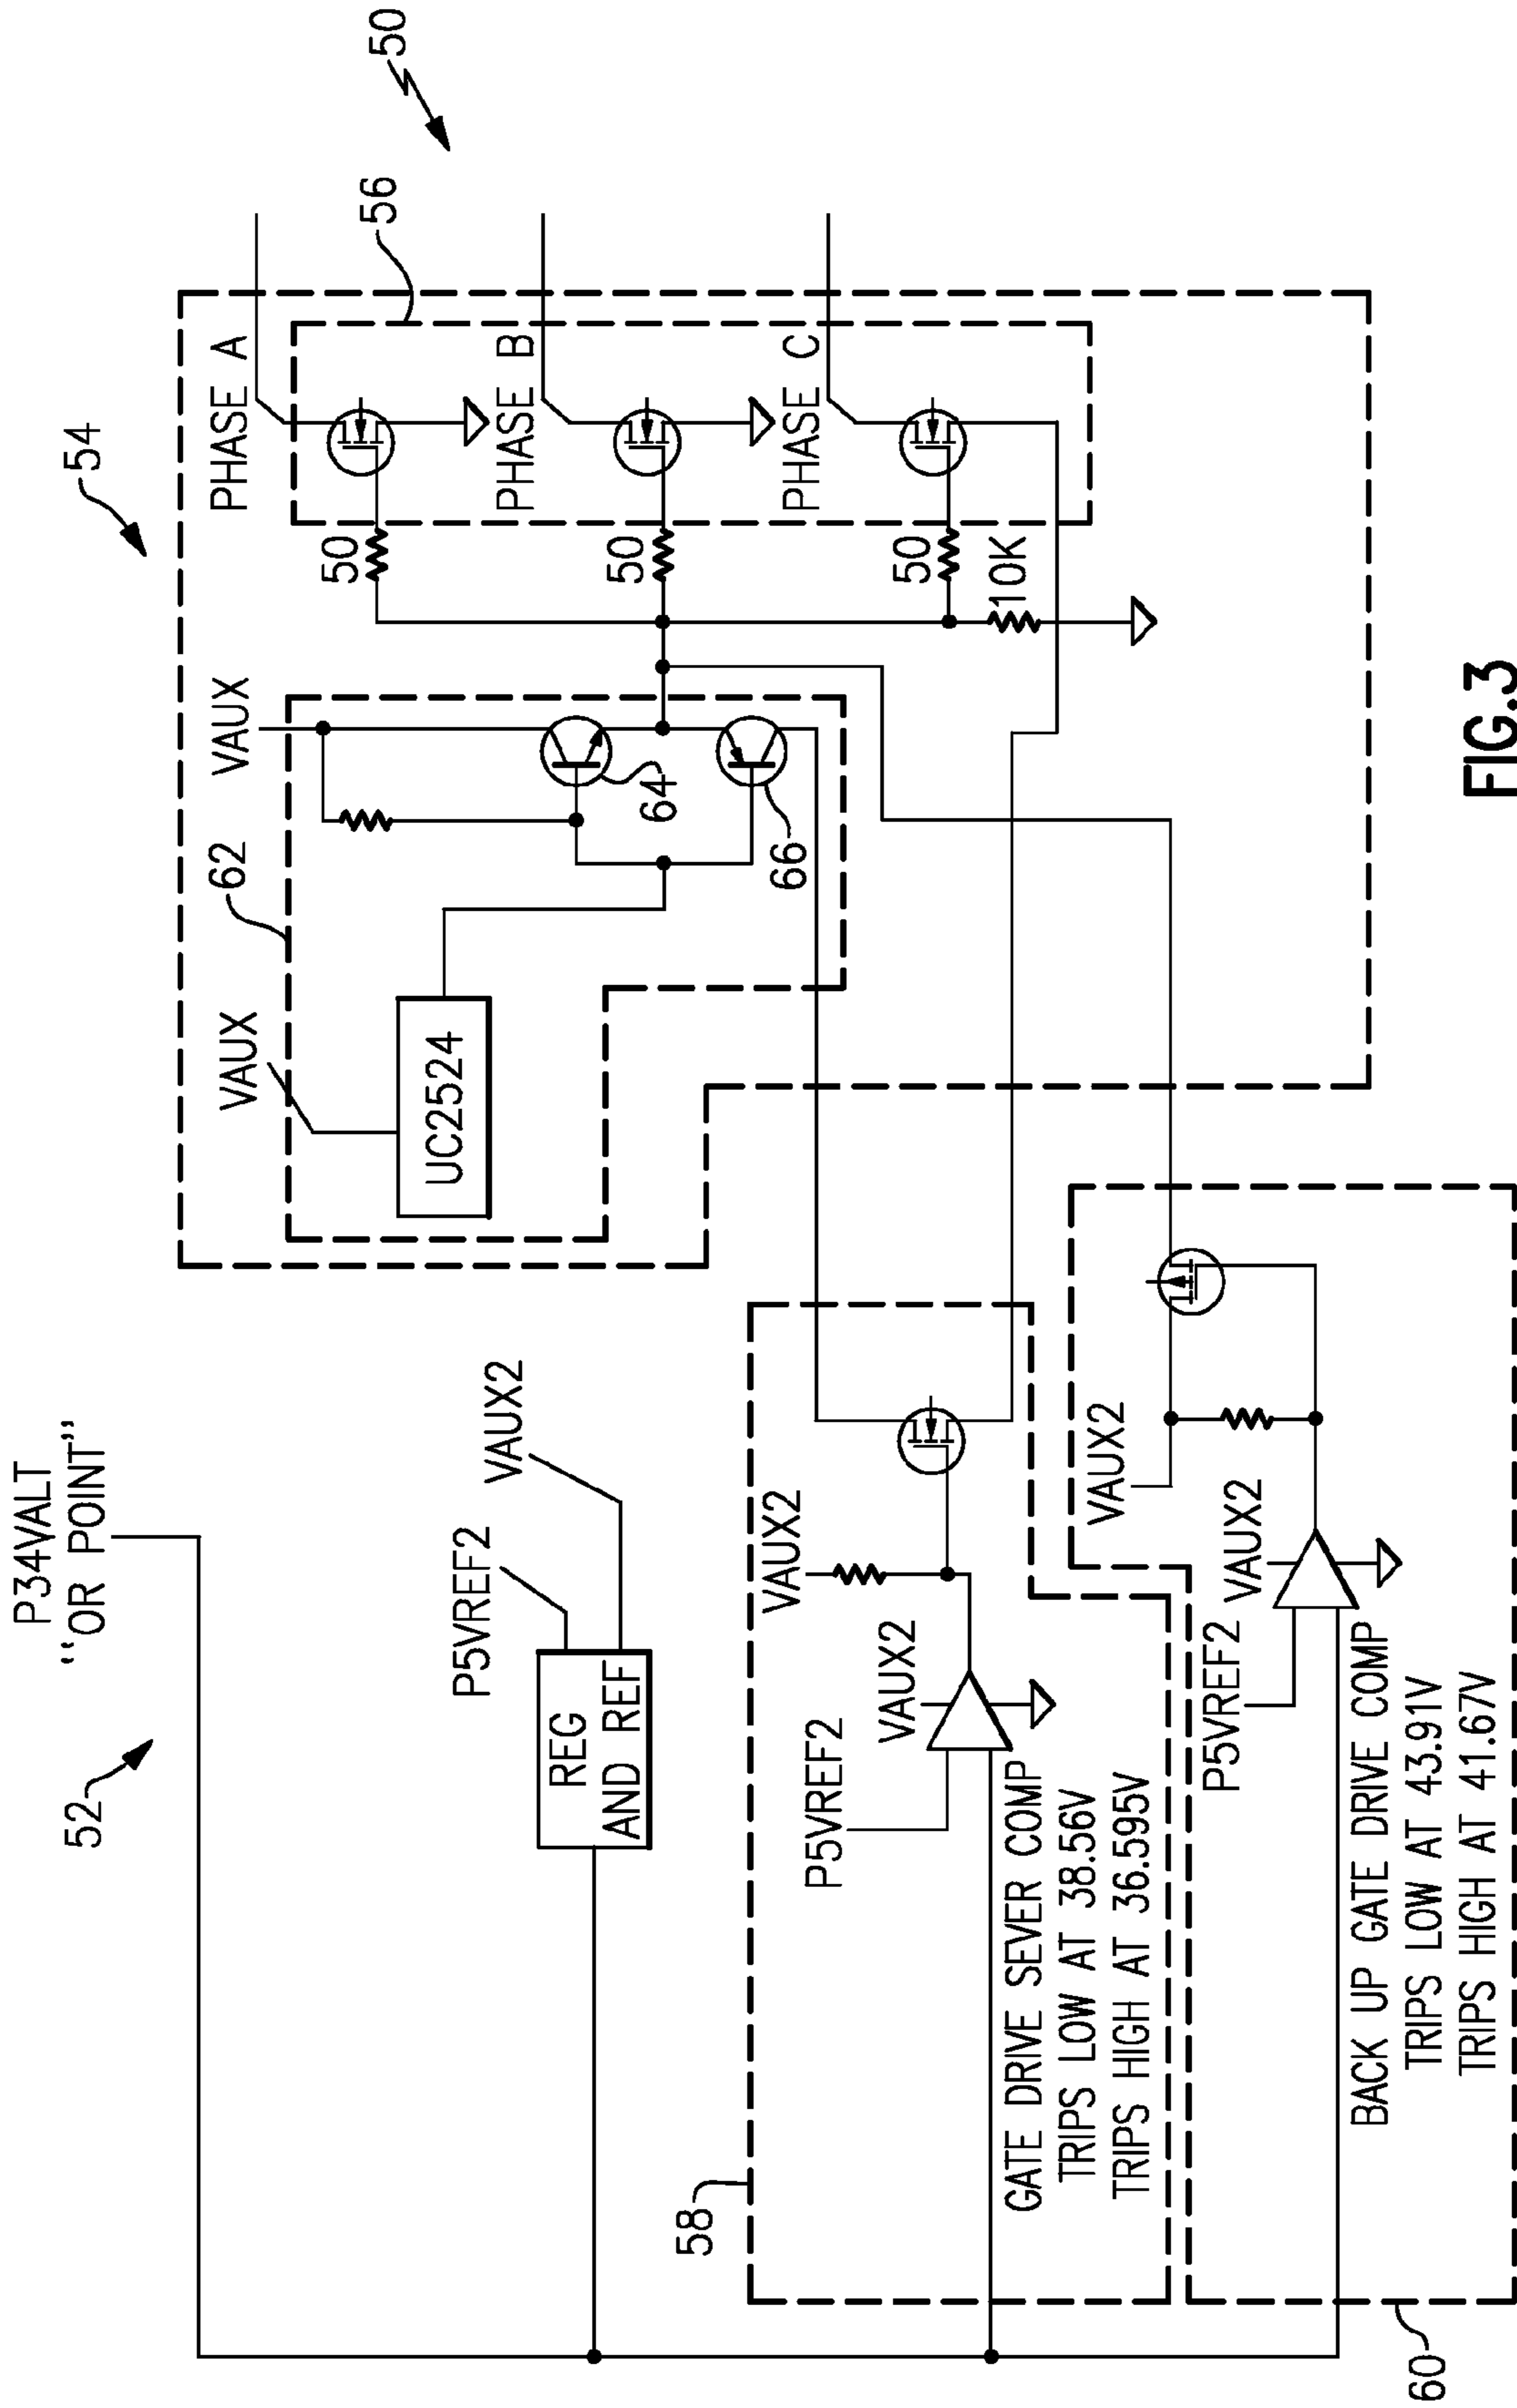 P34VALT
“OR POINT”
52
54
50
56
PHASE A
PHASE B
PHASE C
50
50
50
10K
VAUX
62
VAUX
UC2524
64
66
P5VREF2
VAUX2
REG
AND REF
58
P5VREF2
VAUX2
VAUX2
GATE DRIVE SEVER COMP
TRIPS LOW AT 38.56V
TRIPS HIGH AT 36.595V
60
P5VREF2
VAUX2
VAUX2
BACK UP GATE DRIVE COMP
TRIPS LOW AT 43.91V
TRIPS HIGH AT 41.67V
FIG.3